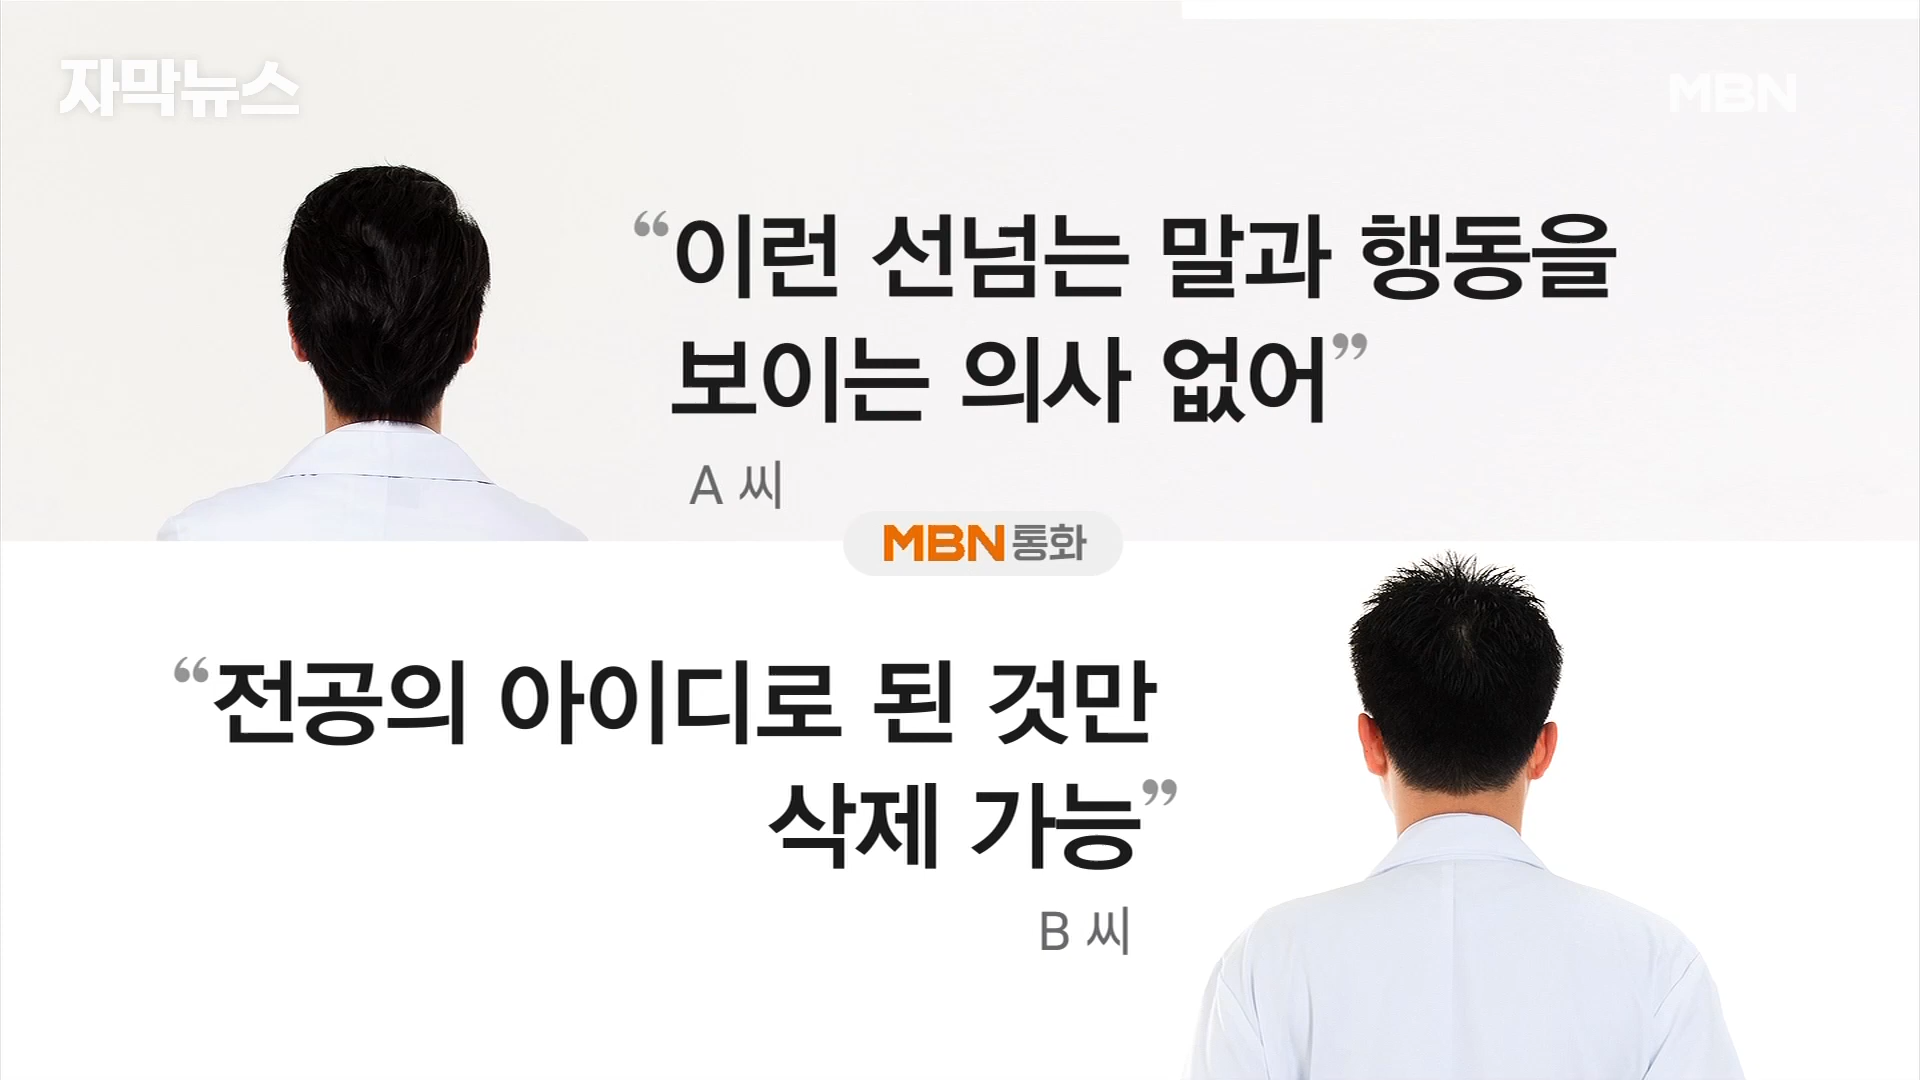 자막뉴스
MBN
“이런 선넘는 말과 행동을
보이는 의사 없어”
A 씨
MBN 통화
“전공의 아이디로 된 것만
삭제 가능”
B 씨